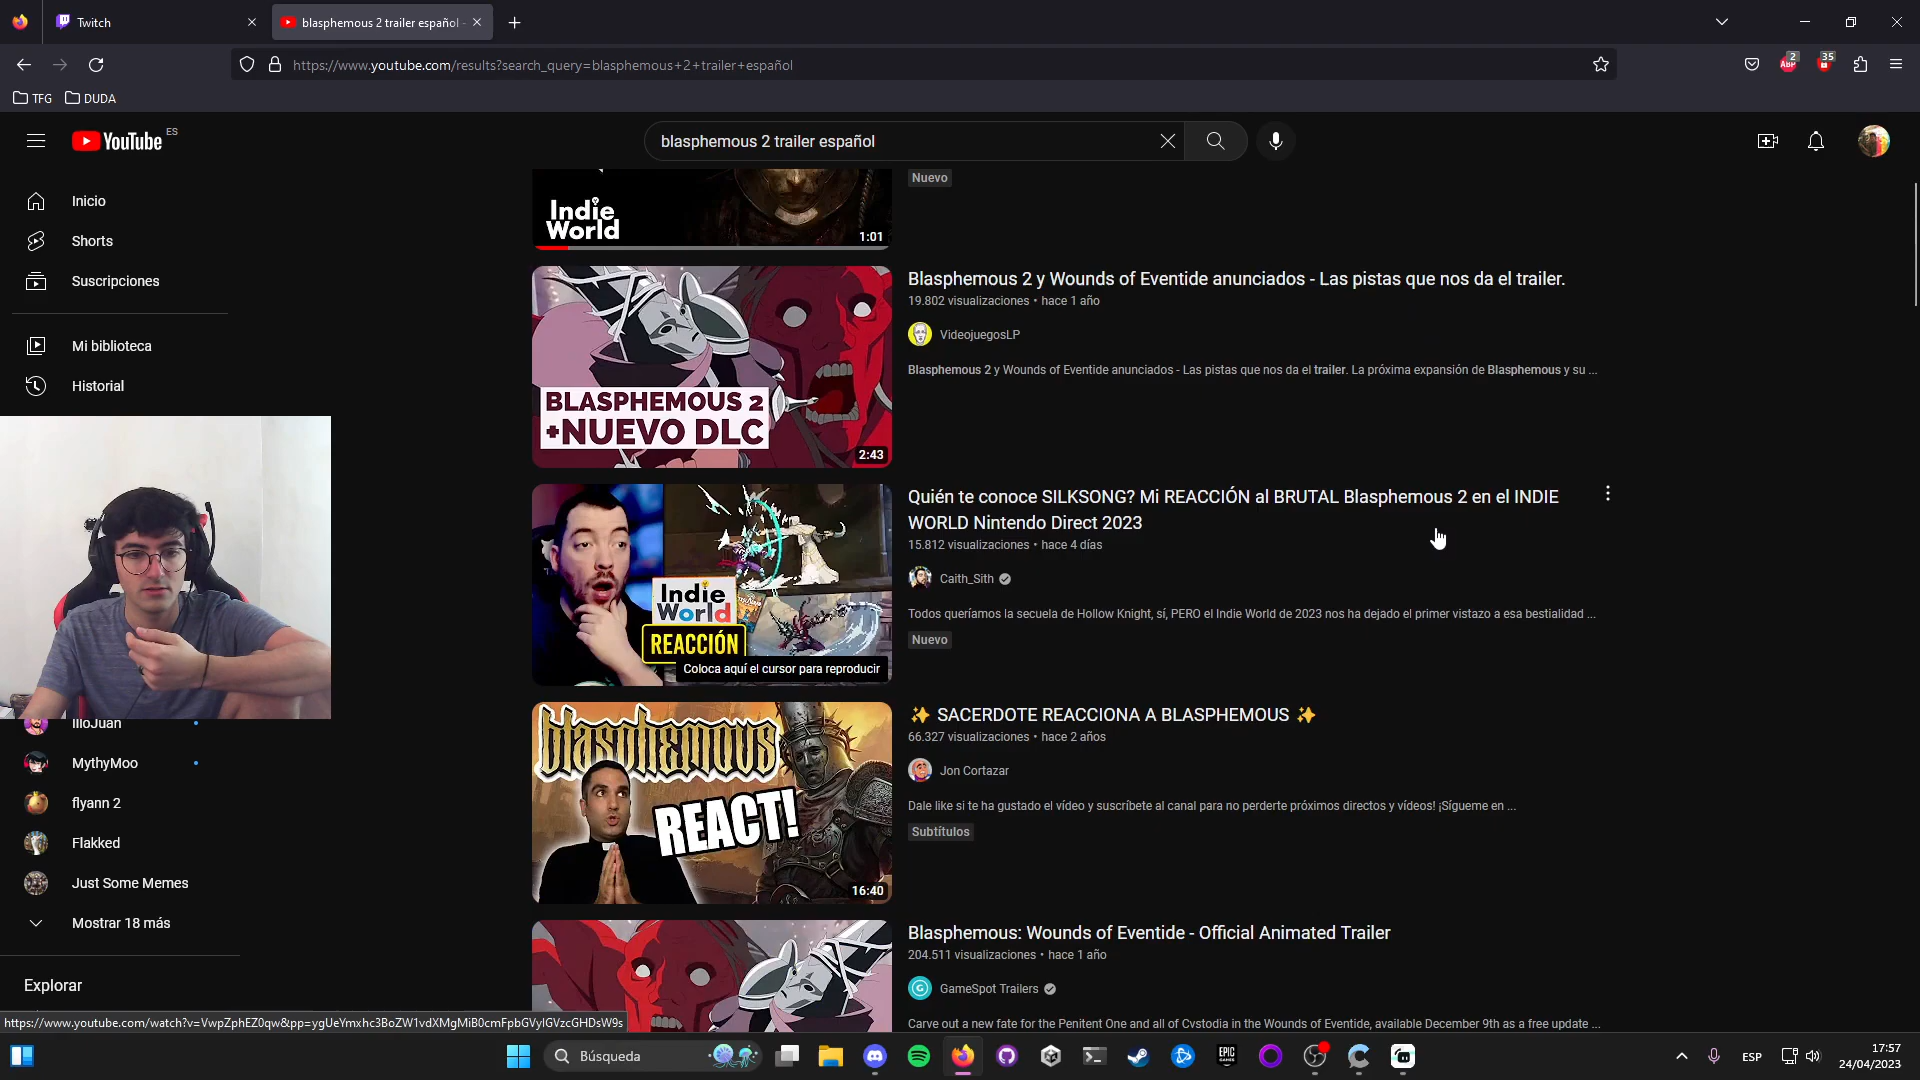 Twitch
blasphemous 2 trailer español -
https://www.youtube.com/results?search_query=blasphemous+2+trailer+español
ABP
2
35
TFG
DUDA
YouTube
ES
blasphemous 2 trailer español
Inicio
Shorts
Suscripciones
Mi biblioteca
Historial
IlloJuan
MythyMoo
flyann 2
Flakked
Just Some Memes
Mostrar 18 más
Explorar
Indie
World
1:01
Nuevo
BLASPHEMOUS 2
+NUEVO DLC
2:43
Blasphemous 2 y Wounds of Eventide anunciados - Las pistas que nos da el trailer.
19.802 visualizaciones • hace 1 año
VideojuegosLP
Blasphemous 2 y Wounds of Eventide anunciados - Las pistas que nos da el trailer. La próxima expansión de Blasphemous y su ...
Indie
World
REACCIÓN
Coloca aquí el cursor para reproducir
Quién te conoce SILKSONG? Mi REACCIÓN al BRUTAL Blasphemous 2 en el INDIE
WORLD Nintendo Direct 2023
15.812 visualizaciones • hace 4 días
Caith_Sith
Todos queríamos la secuela de Hollow Knight, sí, PERO el Indie World de 2023 nos ha dejado el primer vistazo a esa bestialidad ...
Nuevo
blasphemous
REACT!
16:40
✨ SACERDOTE REACCIONA A BLASPHEMOUS ✨
66.327 visualizaciones • hace 2 años
Jon Cortazar
Dale like si te ha gustado el vídeo y suscríbete al canal para no perderte próximos directos y vídeos! ¡Sígueme en ...
Subtítulos
Blasphemous: Wounds of Eventide - Official Animated Trailer
204.511 visualizaciones • hace 1 año
G
GameSpot Trailers
Carve out a new fate for the Penitent One and all of Cvstodia in the Wounds of Eventide, available December 9th as a free update ...
https://www.youtube.com/watch?v=VwpZphEZ0qw&pp=ygUeYmxhc3BoZW1vdXMgMiB0cmFpbGVyIGVzcGHDsW9s
Búsqueda
EPIC
GAMES
ESP
17:57
24/04/2023